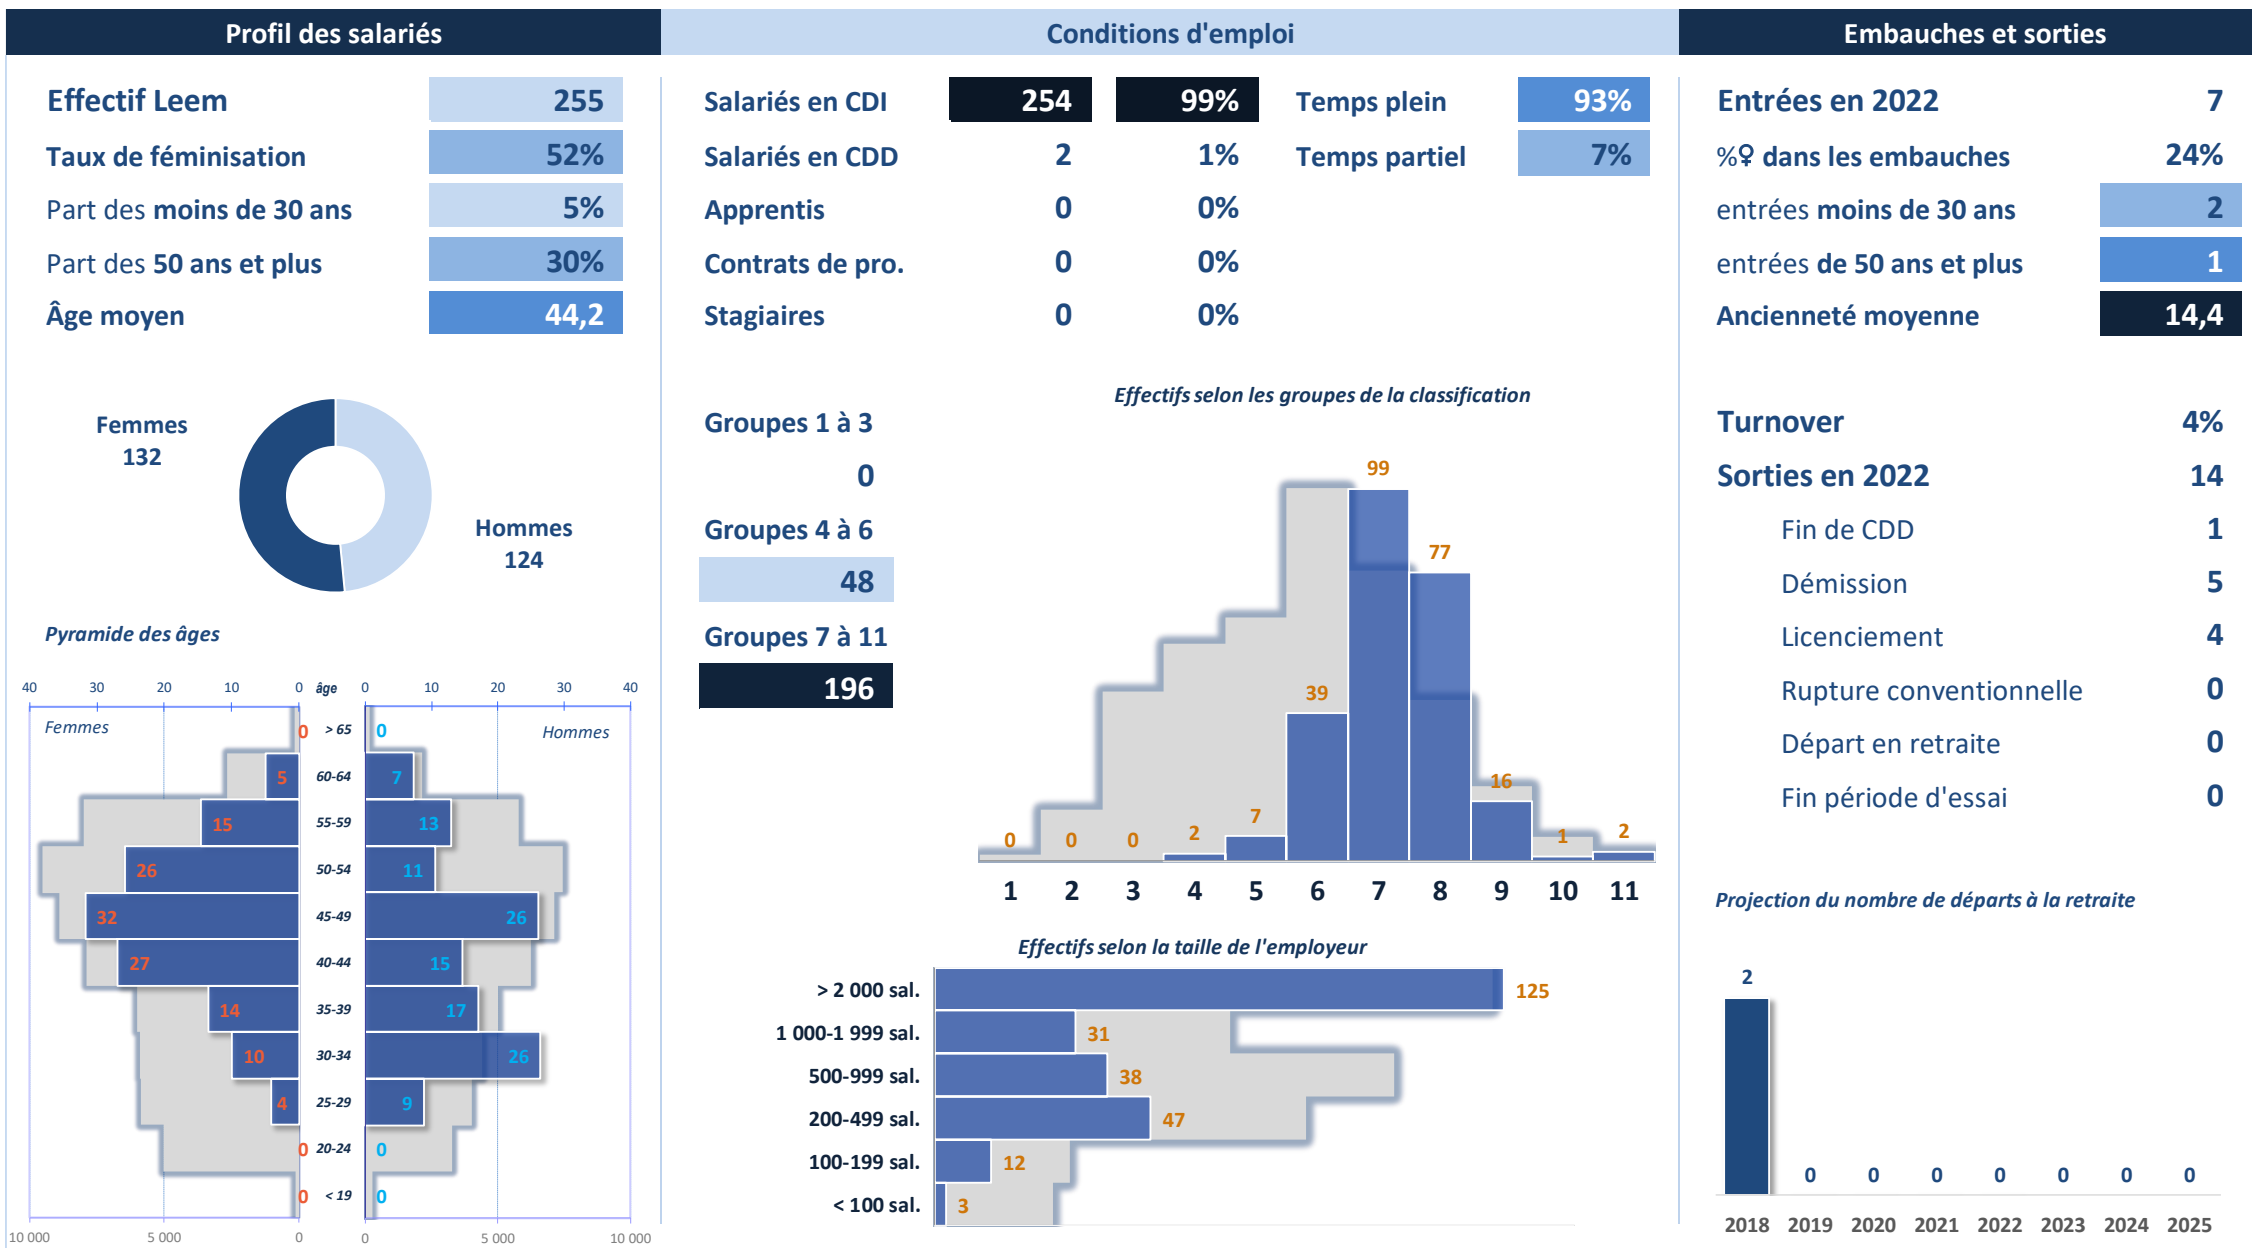 Profil des salariés
Effectif Leem 255
Taux de féminisation 52%
Part des moins de 30 ans 5%
Part des 50 ans et plus 30%
Âge moyen 44,2
Femmes
132
Hommes
124
Pyramide des âges
40 30 20 10 0 âge 0 10 20 30 40
Femmes Hommes
0 > 65 0
5 60-64 7
15 55-59 13
26 50-54 11
32 45-49 26
27 40-44 15
14 35-39 17
10 30-34 26
4 25-29 9
0 20-24 0
0 < 19 0
10 000 5 000 0 0 5 000 10 000
Conditions d'emploi
Salariés en CDI 254 99% Temps plein 93%
Salariés en CDD 2 1% Temps partiel 7%
Apprentis 0 0%
Contrats de pro. 0 0%
Stagiaires 0 0%
Groupes 1 à 3
0
Groupes 4 à 6
48
Groupes 7 à 11
196
Effectifs selon les groupes de la classification
0 0 0 2 7 39 99 77 16 1 2
1 2 3 4 5 6 7 8 9 10 11
Effectifs selon la taille de l'employeur
> 2 000 sal. 125
1 000-1 999 sal. 31
500-999 sal. 38
200-499 sal. 47
100-199 sal. 12
< 100 sal. 3
Embauches et sorties
Entrées en 2022 7
%♀ dans les embauches 24%
entrées moins de 30 ans 2
entrées de 50 ans et plus 1
Ancienneté moyenne 14,4
Turnover 4%
Sorties en 2022 14
Fin de CDD 1
Démission 5
Licenciement 4
Rupture conventionnelle 0
Départ en retraite 0
Fin période d'essai 0
Projection du nombre de départs à la retraite
2 0 0 0 0 0 0 0
2018 2019 2020 2021 2022 2023 2024 2025